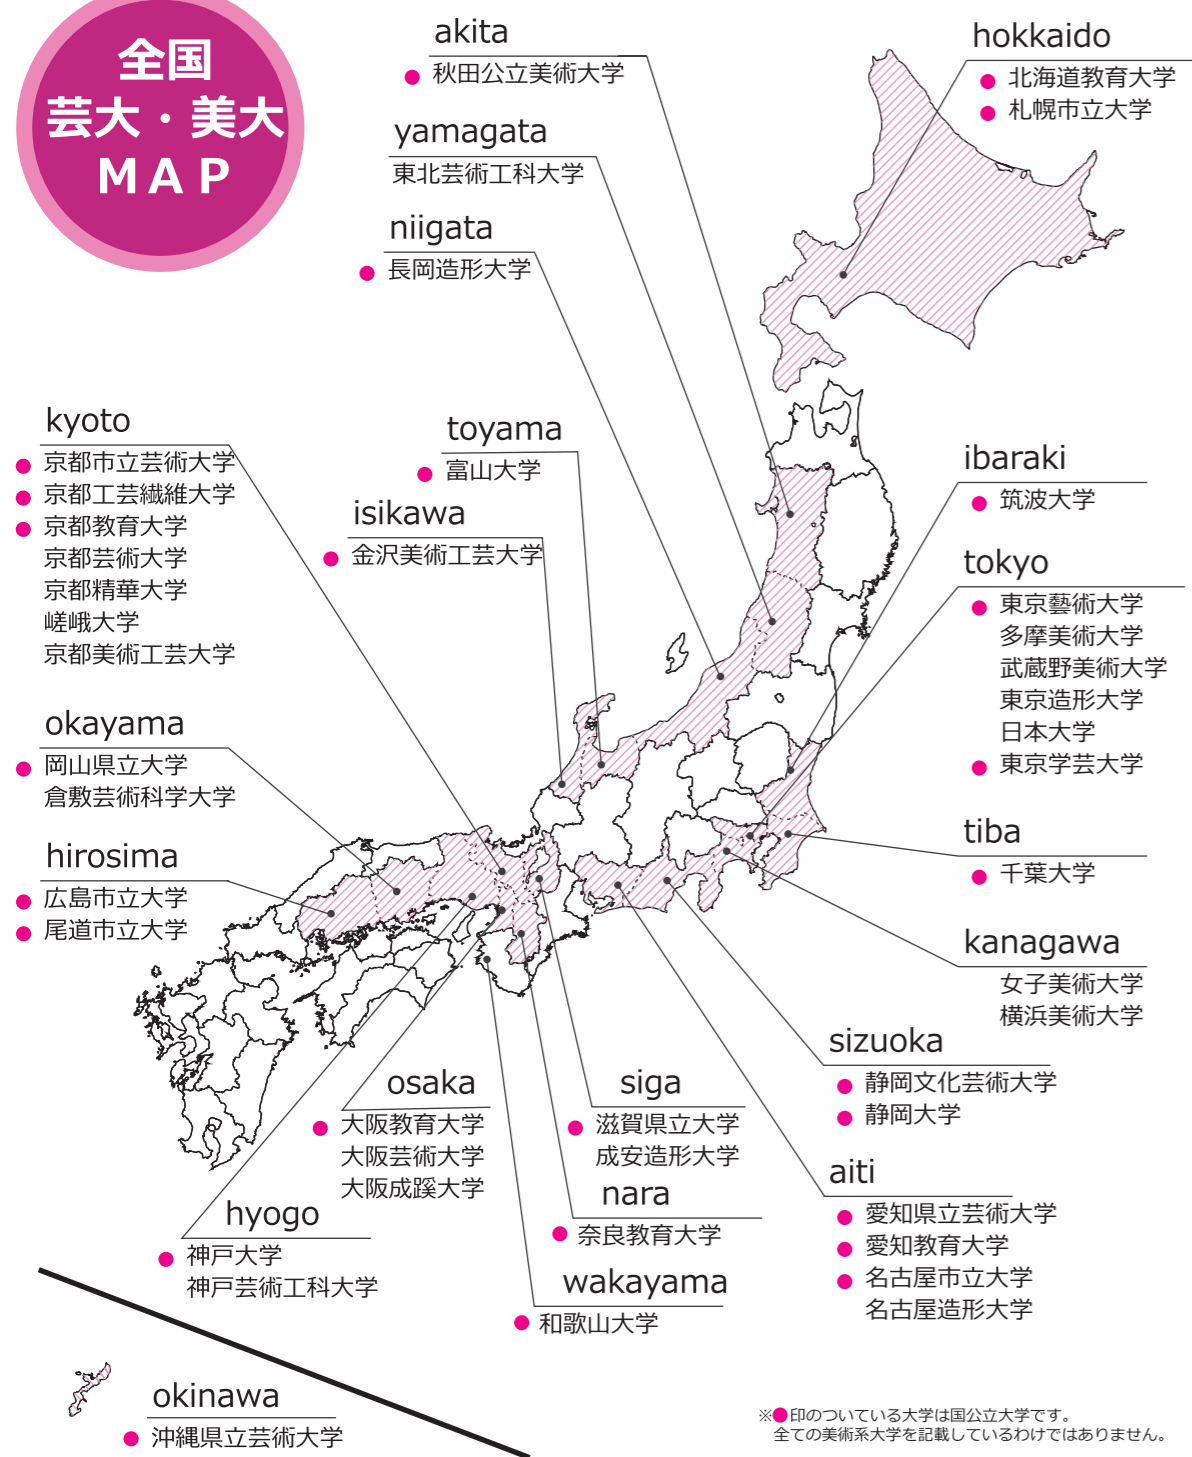 全国
芸大・美大
MAP
akita
● 秋田公立美術大学
yamagata
東北芸術工科大学
niigata
● 長岡造形大学
hokkaido
● 北海道教育大学
● 札幌市立大学
kyoto
● 京都市立芸術大学
● 京都工芸繊維大学
● 京都教育大学
京都芸術大学
京都精華大学
嵯峨大学
京都美術工芸大学
toyama
● 富山大学
isikawa
● 金沢美術工芸大学
okayama
● 岡山県立大学
倉敷芸術科学大学
hirosima
● 広島市立大学
● 尾道市立大学
ibaraki
● 筑波大学
tokyo
● 東京藝術大学
多摩美術大学
武蔵野美術大学
東京造形大学
日本大学
● 東京学芸大学
tiba
● 千葉大学
kanagawa
女子美術大学
横浜美術大学
sizuoka
● 静岡文化芸術大学
● 静岡大学
aiti
● 愛知県立芸術大学
● 愛知教育大学
● 名古屋市立大学
名古屋造形大学
osaka
● 大阪教育大学
大阪芸術大学
大阪成蹊大学
siga
● 滋賀県立大学
成安造形大学
nara
● 奈良教育大学
hyogo
● 神戸大学
神戸芸術工科大学
wakayama
● 和歌山大学
okinawa
● 沖縄県立芸術大学
※●印のついている大学は国公立大学です。
全ての美術系大学を記載しているわけではありません。